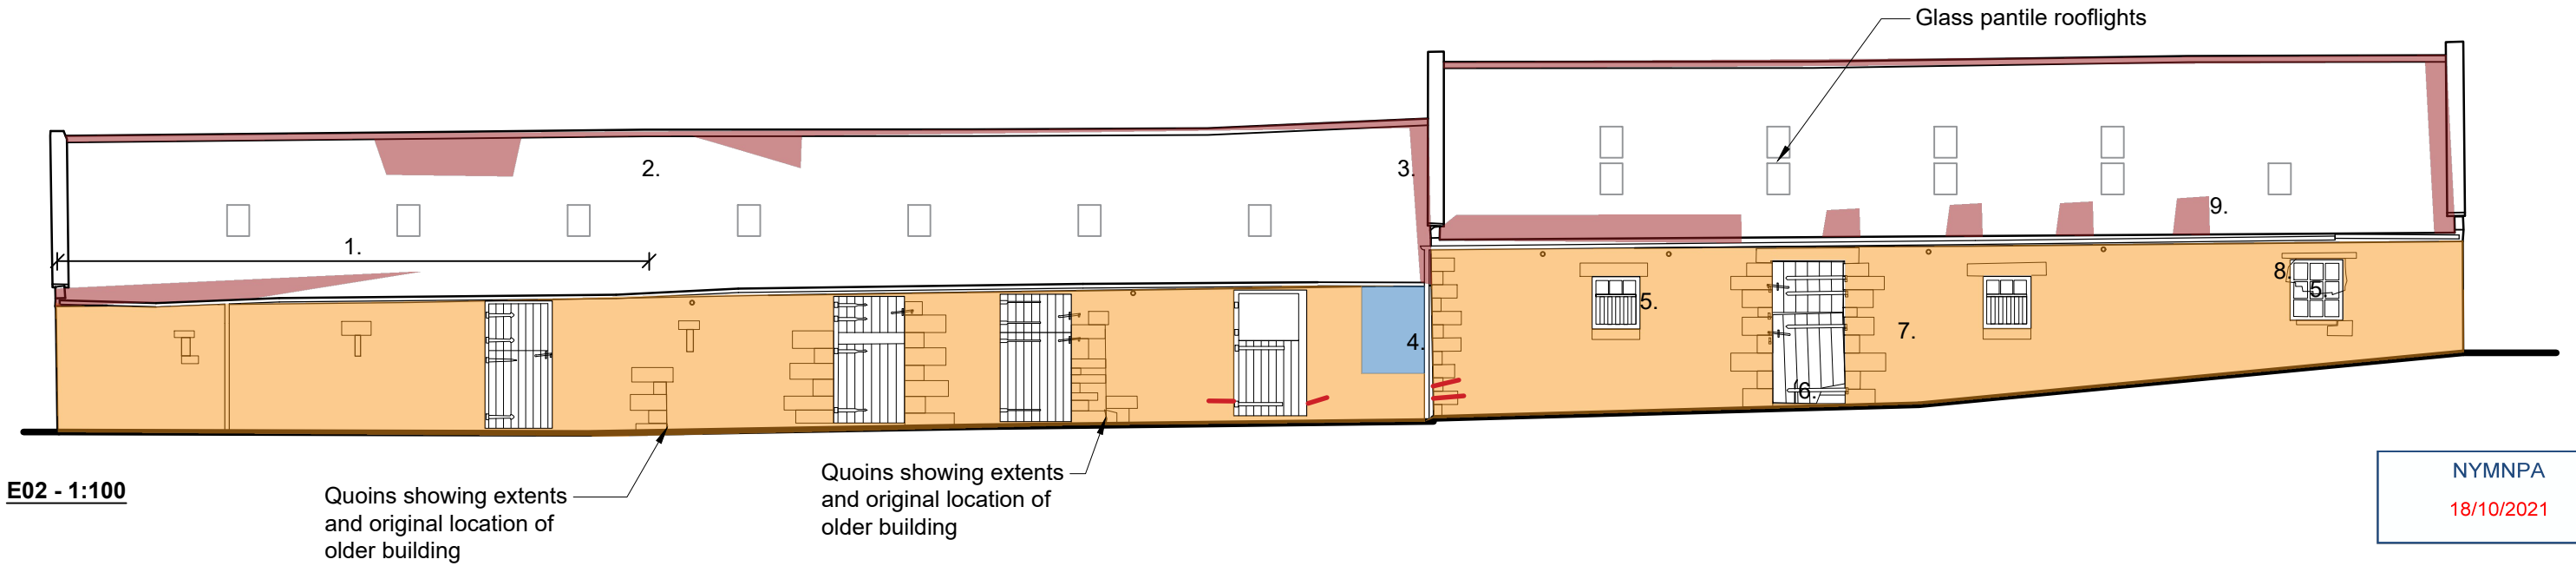 Glass pantile rooflights
2.
3.
1.
9.
8.
5.
5.
4.
7.
6.
E02 - 1:100
Quoins showing extents
and original location of
older building
Quoins showing extents
and original location of
older building
NYMNPA
18/10/2021